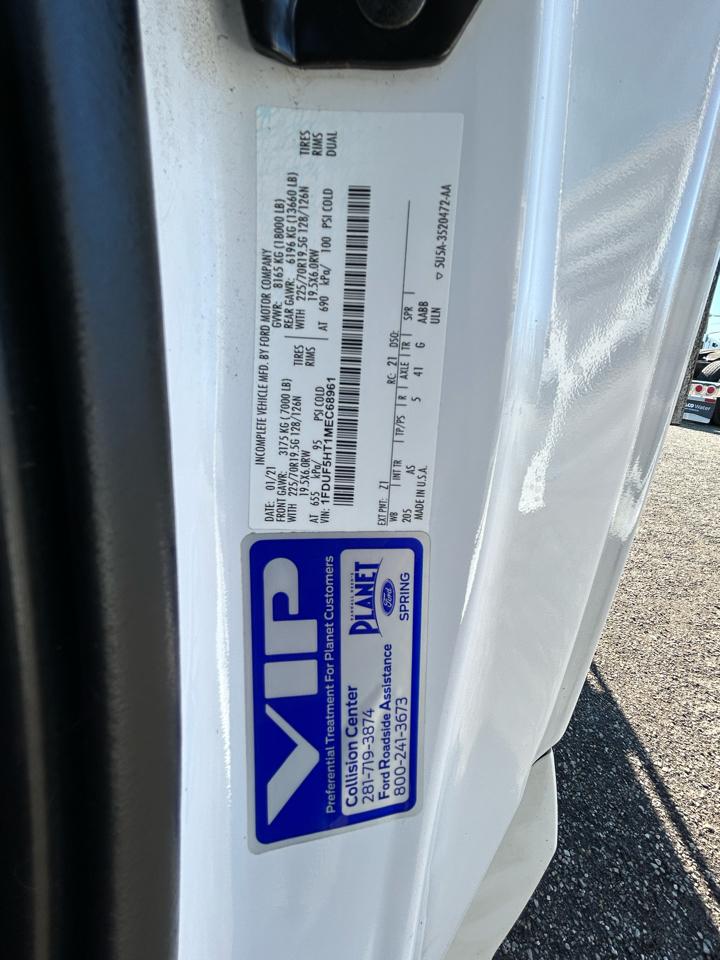 INCOMPLETE VEHICLE MFD. BY FORD MOTOR COMPANY
DATE: 01/21 GVWR: 8165 KG (18000 LB)
FRONT GAWR: 3175 KG (7000 LB) REAR GAWR: 6196 KG (13660 LB)
WITH 225/70R19.5G 128/126N TIRES WITH 225/70R19.5G 128/126N TIRES
19.5X6.0RW RIMS 19.5X6.0RW RIMS
AT 655 kPa/ 95 PSI COLD AT 690 kPa/ 100 PSI COLD DUAL
VIN: 1FDUF5HT1MEC68961
EXT PNT: Z1 RC: 21 DSO:
WB INT TR TP/PS R AXLE TR SPR
205 AS 5 41 G AABB
MADE IN U.S.A. ULN
5U5A-3520472-AA
VIP
Preferential Treatment For Planet Customers
Collision Center
281-719-3874
Ford Roadside Assistance
800-241-3673
PLANET
Ford
SPRING
Water